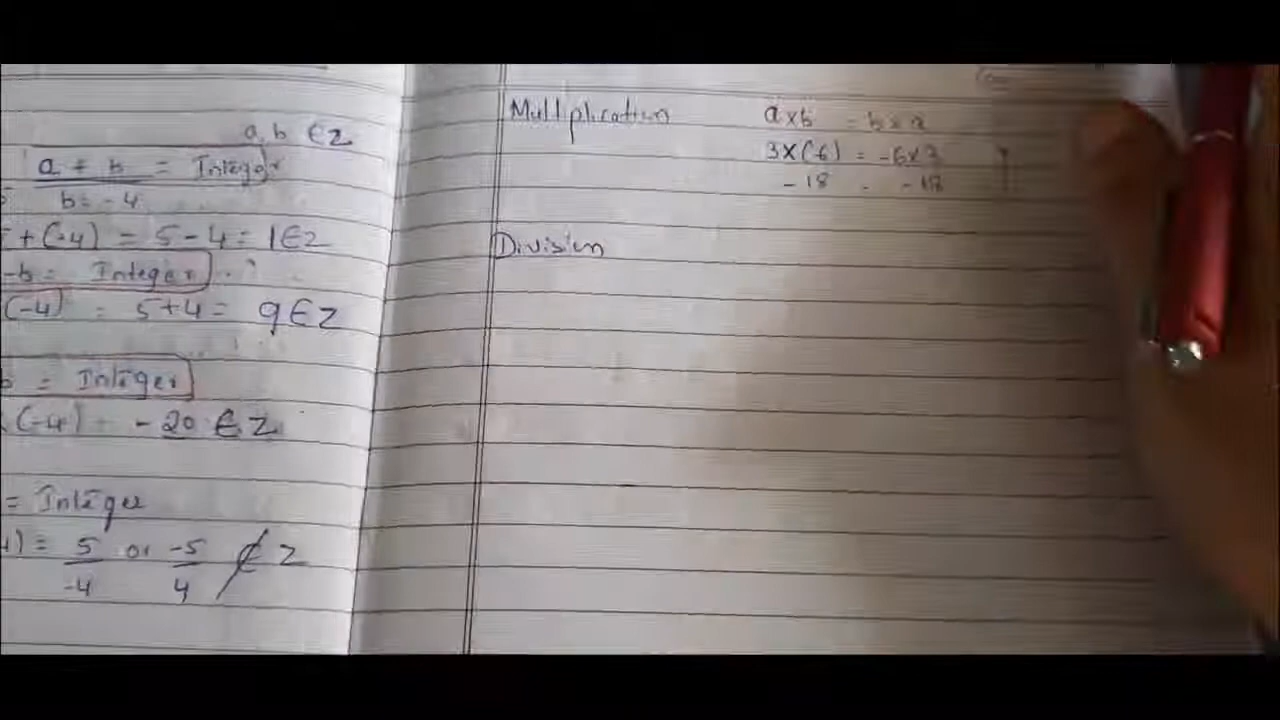 a, b ∈ z
a + b = Integer
b = -4
+ (-4) = 5 - 4 = 1 ∈ z
-b = Integer
(-4) = 5+4 = 9 ∈ z
b = Integer
(-4) = -20 ∈ z
= Integer
) = 5/-4 or -5/4 ∉ z
Multiplication a×b = b×a
3×(-6) = -6×3
-18 = -18
Division